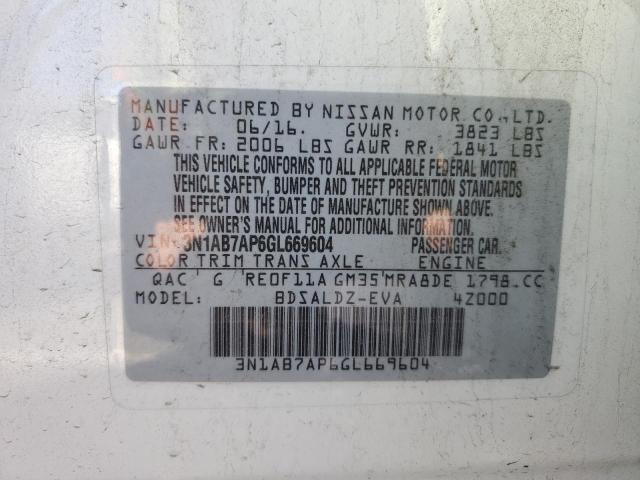 MANUFACTURED BY NISSAN MOTOR CO., LTD.
DATE: 06/16. GVWR: 3823 LBS
GAWR FR: 2006 LBS GAWR RR: 1841 LBS
THIS VEHICLE CONFORMS TO ALL APPLICABLE FEDERAL MOTOR
VEHICLE SAFETY, BUMPER AND THEFT PREVENTION STANDARDS
IN EFFECT ON THE DATE OF MANUFACTURE SHOWN ABOVE.
SEE OWNER'S MANUAL FOR ADDITIONAL INFORMATION
VIN: 3N1AB7AP6GL669604 PASSENGER CAR.
COLOR TRIM TRANS AXLE ENGINE
QAC G RE0F11A GM35 MRA8DE 1798.CC
MODEL: BDSALDZ-EVA 4Z000
3N1AB7AP6GL669604